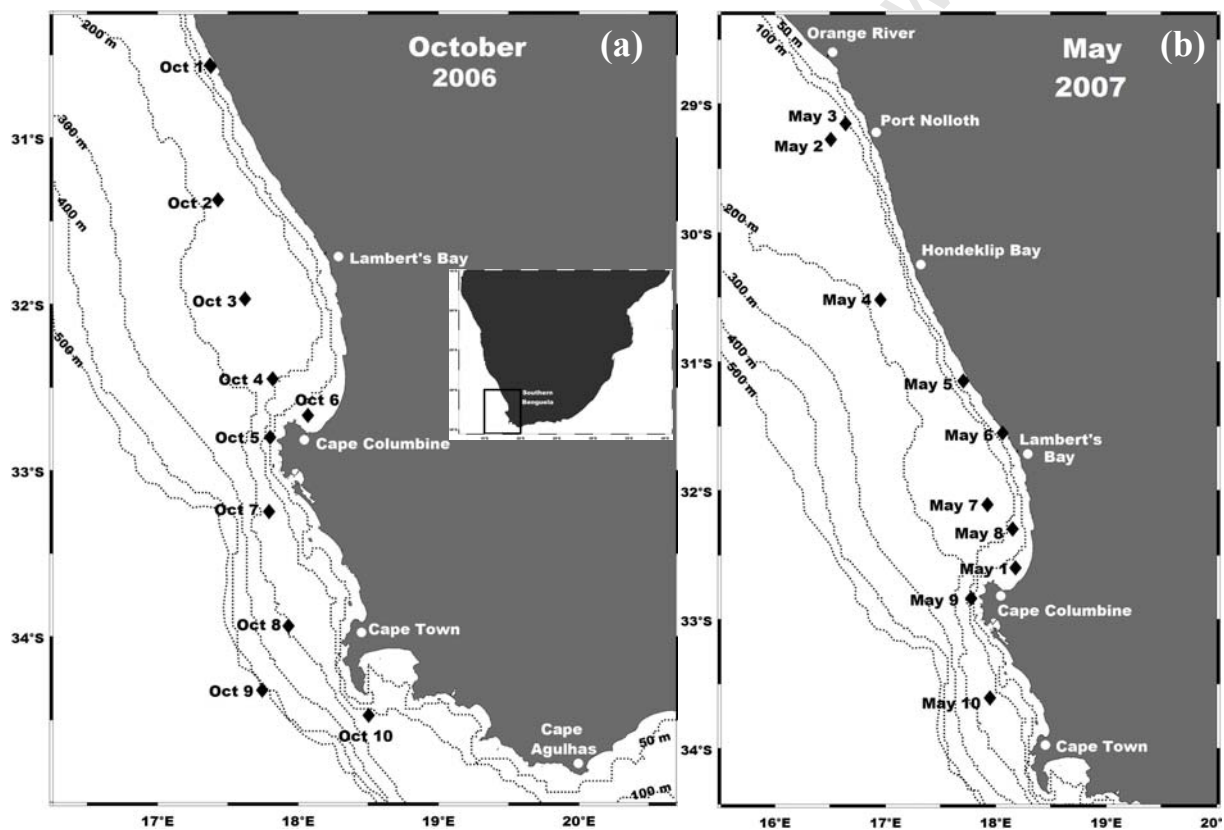 October
2006
(a)
200 m
300 m
400 m
500 m
Oct 1
Oct 2
Oct 3
Oct 4
Oct 6
Oct 5
Oct 7
Oct 8
Oct 9
Oct 10
Lambert's Bay
Cape Columbine
Cape Town
Cape
Agulhas
50 m
100 m
Southern
Benguela
31°S
32°S
33°S
34°S
17°E
18°E
19°E
20°E
May
2007
(b)
50 m
100 m
200 m
300 m
400 m
500 m
Orange River
Port Nolloth
Hondeklip Bay
Lambert's
Bay
Cape Columbine
Cape Town
May 3
May 2
May 4
May 5
May 6
May 7
May 8
May 1
May 9
May 10
29°S
30°S
31°S
32°S
33°S
34°S
16°E
17°E
18°E
19°E
20°